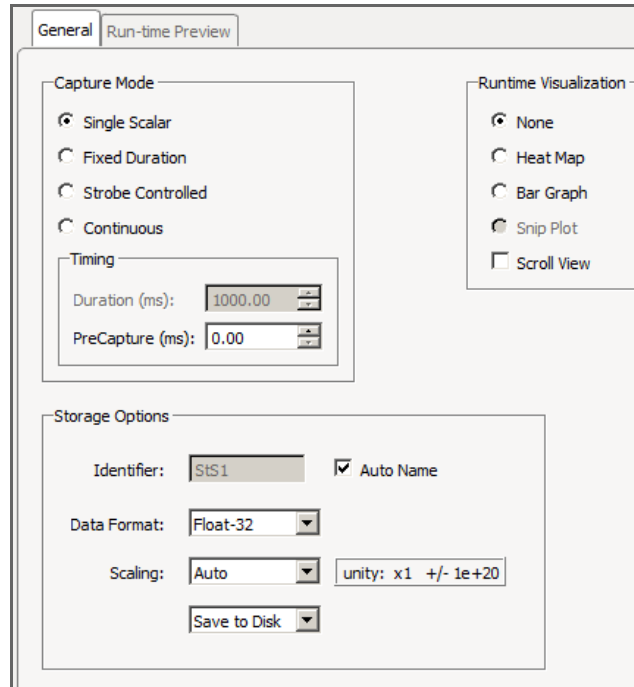 General
Run-time Preview
Capture Mode
Single Scalar
Fixed Duration
Strobe Controlled
Continuous
Timing
Duration (ms): 1000.00
PreCapture (ms): 0.00
Runtime Visualization
None
Heat Map
Bar Graph
Snip Plot
Scroll View
Storage Options
Identifier: StS1 Auto Name
Data Format: Float-32
Scaling: Auto unity: x1 +/- 1e+20
Save to Disk